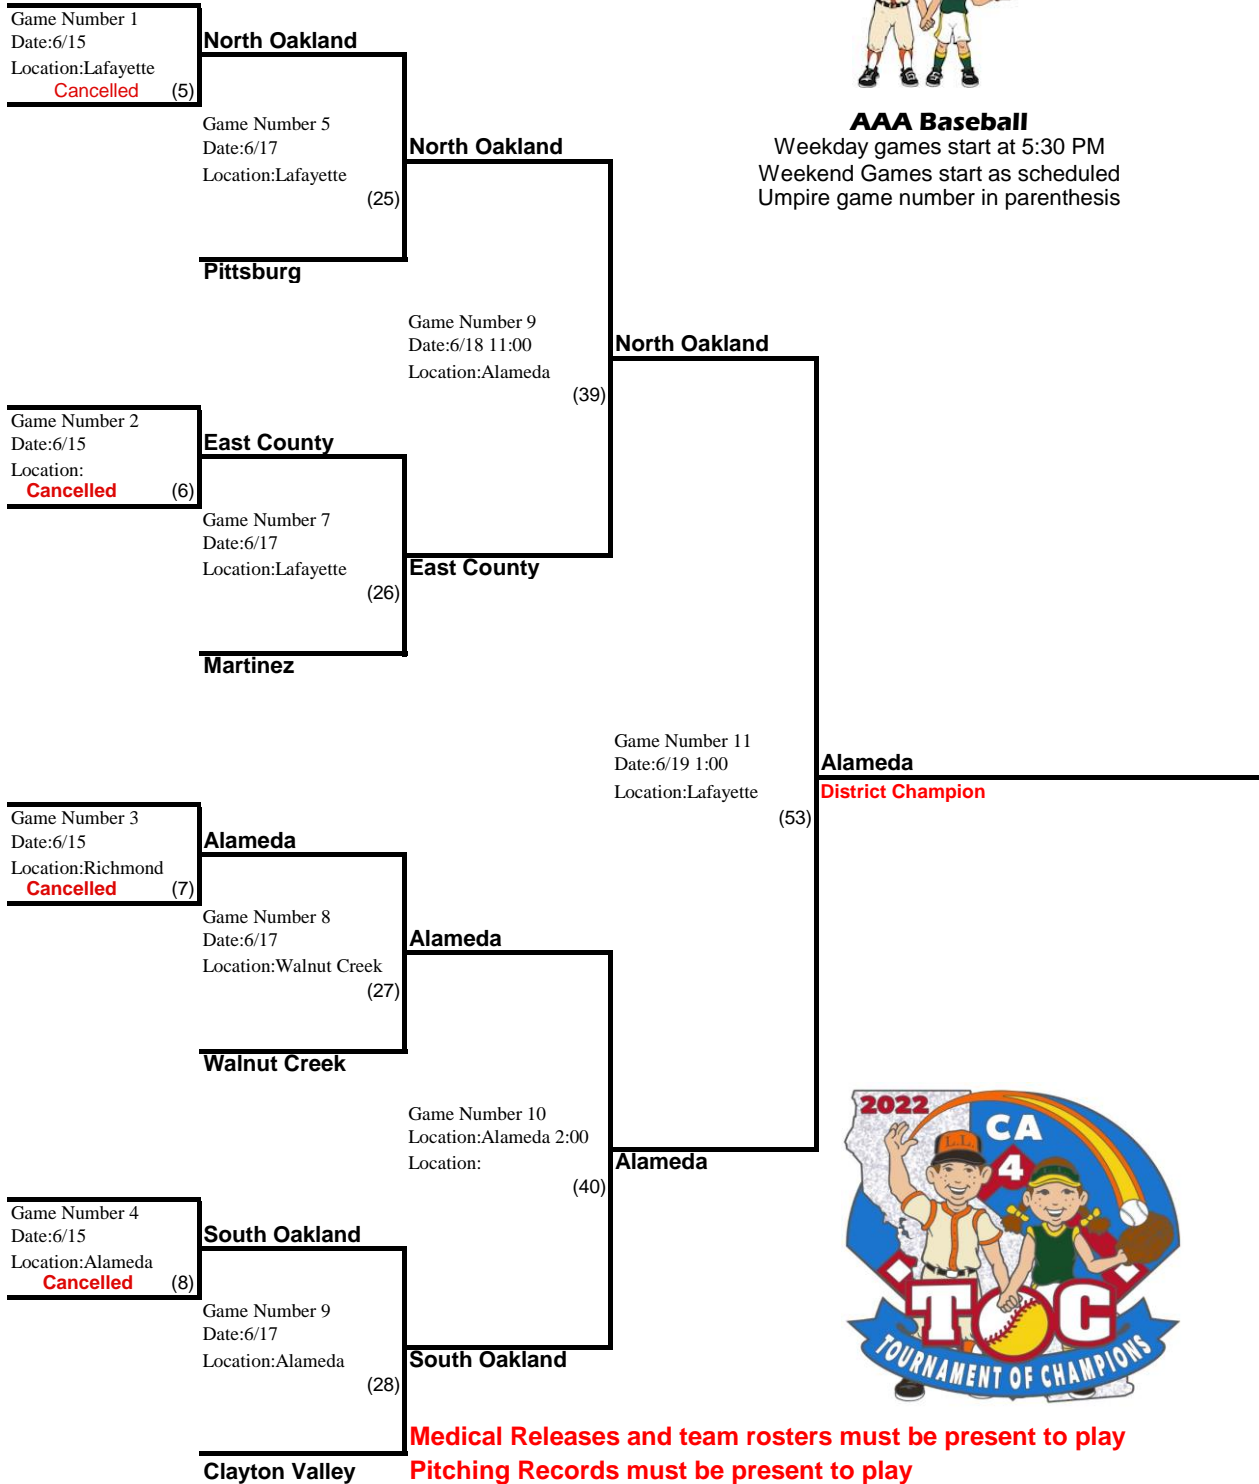 Game Number 1
Date:6/15
Location:Lafayette
Cancelled (5)
North Oakland
Game Number 5
Date:6/17
Location:Lafayette
(25)
Pittsburg
North Oakland
AAA Baseball
Weekday games start at 5:30 PM
Weekend Games start as scheduled
Umpire game number in parenthesis
Game Number 9
Date:6/18 11:00
Location:Alameda
(39)
North Oakland
Game Number 2
Date:6/15
Location:
Cancelled (6)
East County
Game Number 7
Date:6/17
Location:Lafayette
(26)
East County
Martinez
Game Number 11
Date:6/19 1:00
Location:Lafayette
(53)
Alameda
District Champion
Game Number 3
Date:6/15
Location:Richmond
Cancelled (7)
Alameda
Game Number 8
Date:6/17
Location:Walnut Creek
(27)
Alameda
Walnut Creek
Game Number 10
Location:Alameda 2:00
Location:
(40)
Alameda
Game Number 4
Date:6/15
Location:Alameda
Cancelled (8)
South Oakland
Game Number 9
Date:6/17
Location:Alameda
(28)
South Oakland
Clayton Valley
2022
CA
4
L.L.
TOC
TOURNAMENT OF CHAMPIONS
Medical Releases and team rosters must be present to play
Pitching Records must be present to play